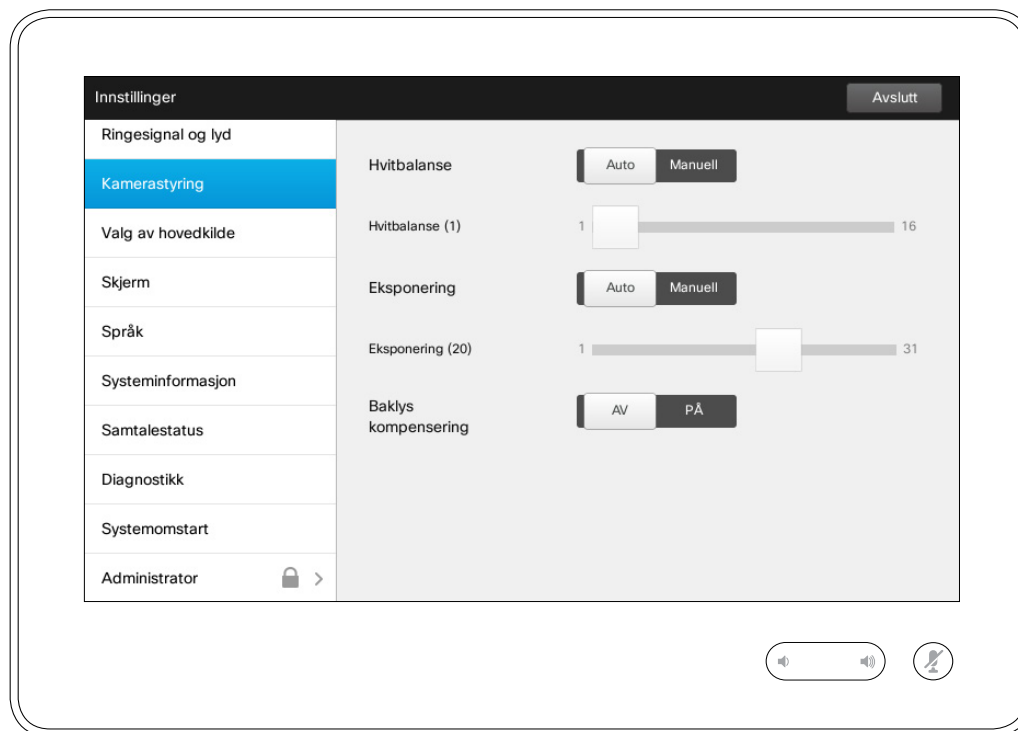 Innstillinger
Avslutt
Ringesignal og lyd
Kamerastyring
Valg av hovedkilde
Skjerm
Språk
Systeminformasjon
Samtalestatus
Diagnostikk
Systemomstart
Administrator
Hvitbalanse
Auto Manuell
Hvitbalanse (1)
1 16
Eksponering
Auto Manuell
Eksponering (20)
1 31
Baklys
kompensering
AV PÅ